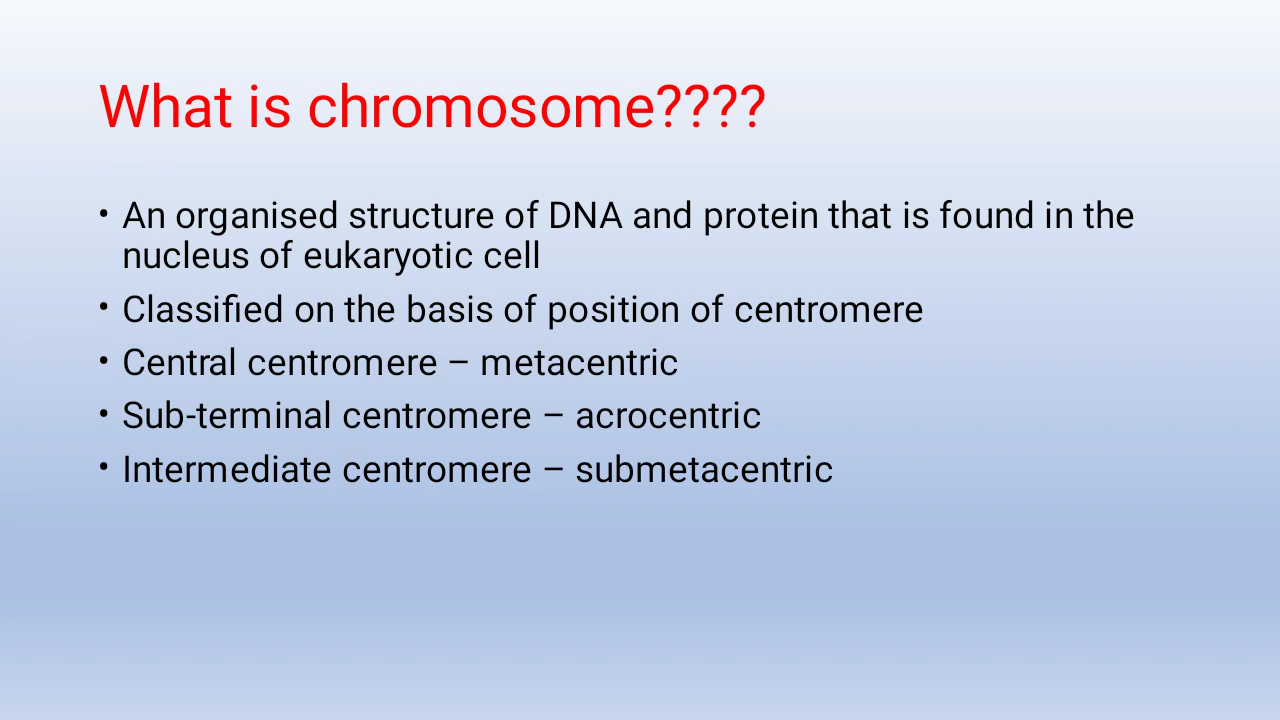 What is chromosome????
• An organised structure of DNA and protein that is found in the
nucleus of eukaryotic cell
• Classified on the basis of position of centromere
• Central centromere – metacentric
• Sub-terminal centromere – acrocentric
• Intermediate centromere – submetacentric